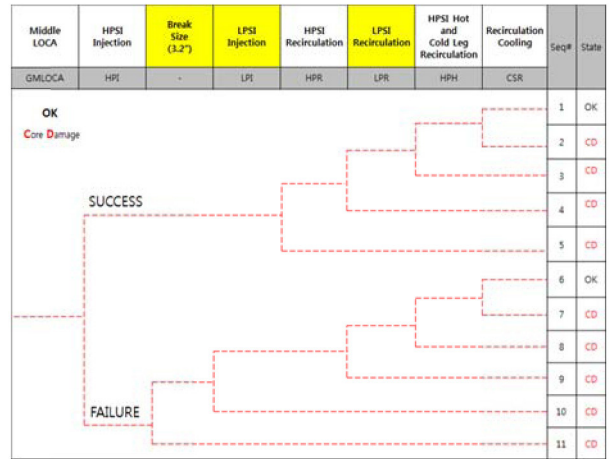 Middle LOCA
HPSI Injection
Break Size (3.2")
LPSI Injection
HPSI Recirculation
LPSI Recirculation
HPSI Hot and Cold Leg Recirculation
Recirculation Cooling
Seq#
State
GMLOCA
HPI
-
LPI
HPR
LPR
HPH
CSR
OK
Core Damage
SUCCESS
FAILURE
1 OK
2 CD
3 CD
4 CD
5 CD
6 OK
7 CD
8 CD
9 CD
10 CD
11 CD